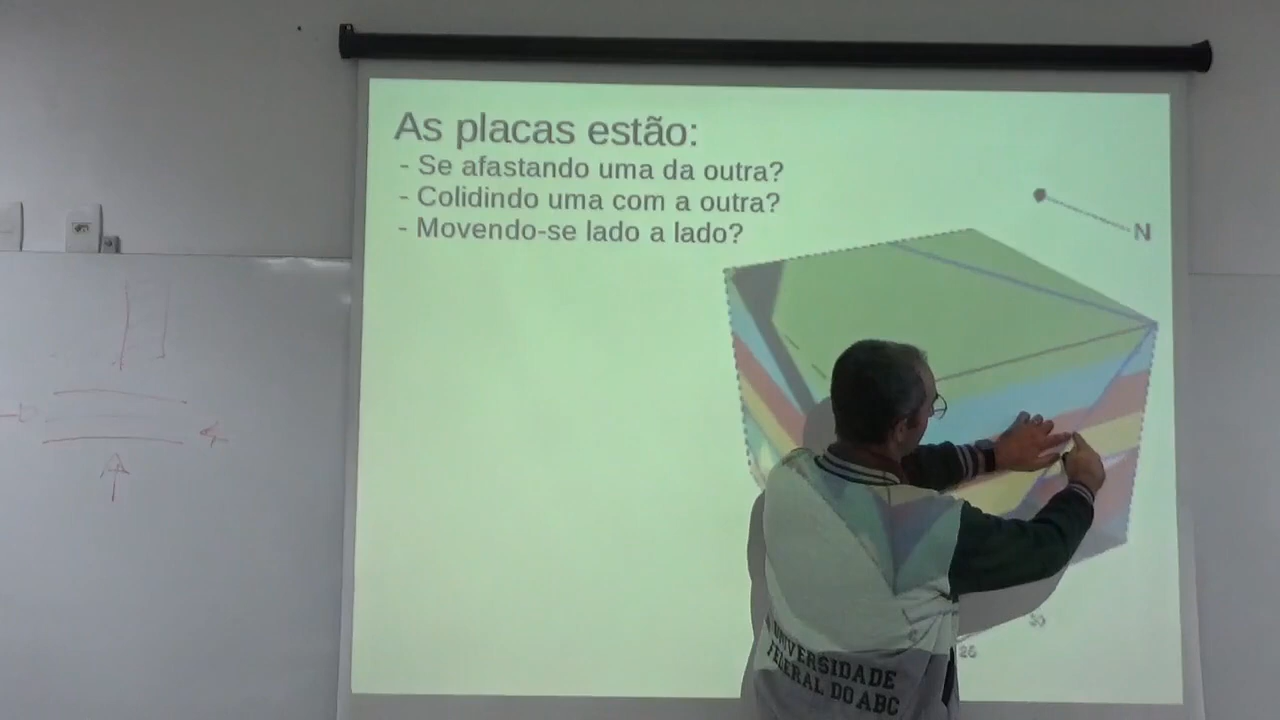 As placas estão:
- Se afastando uma da outra?
- Colidindo uma com a outra?
- Movendo-se lado a lado?
N
UNIVERSIDADE
FEDERAL DO ABC